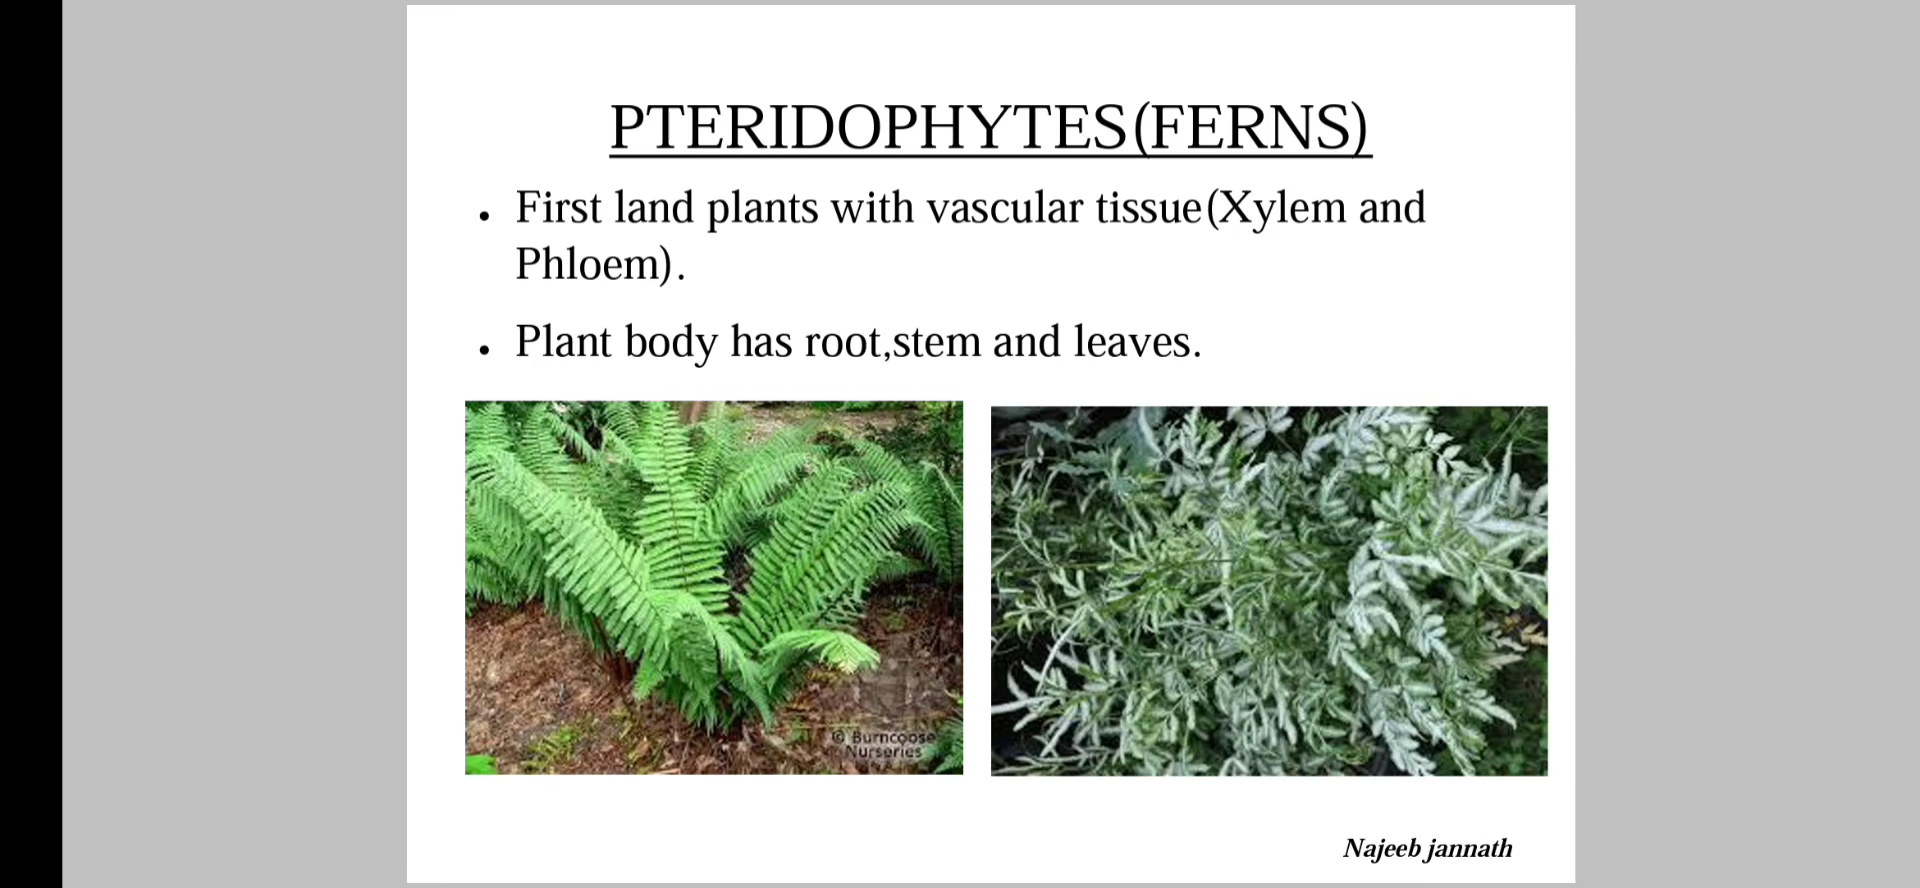 PTERIDOPHYTES(FERNS)
First land plants with vascular tissue(Xylem and
Phloem).
Plant body has root,stem and leaves.
© Burncoose
Nurseries
Najeeb jannath